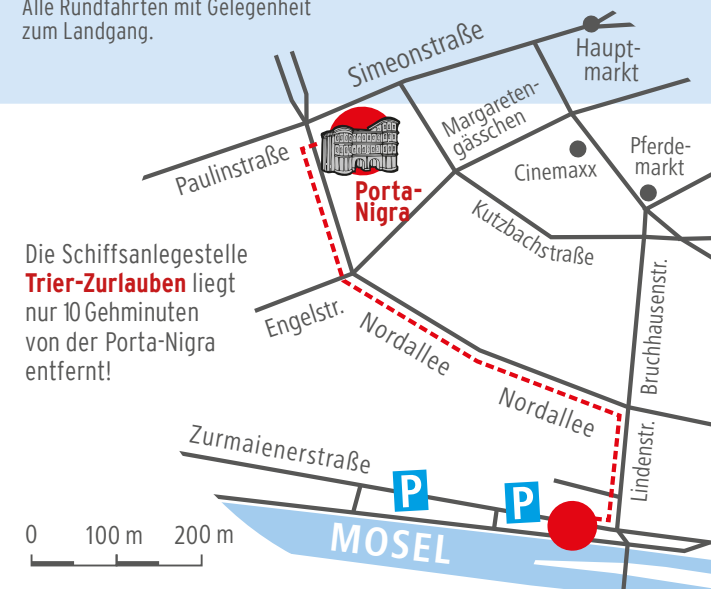 Alle Rundfahrten mit Gelegenheit
zum Landgang.
Simeonstraße
Haupt-
markt
Margareten-
gässchen
Paulinstraße
Cinemaxx
Pferde-
markt
Porta-
Nigra
Kutzbachstraße
Die Schiffsanlegestelle
Trier-Zurlauben liegt
nur 10 Gehminuten
von der Porta-Nigra
entfernt!
Engelstr.
Nordallee
Bruchhausenstr.
Nordallee
Lindenstr.
Zurmaienerstraße
P
P
MOSEL
0 100 m 200 m